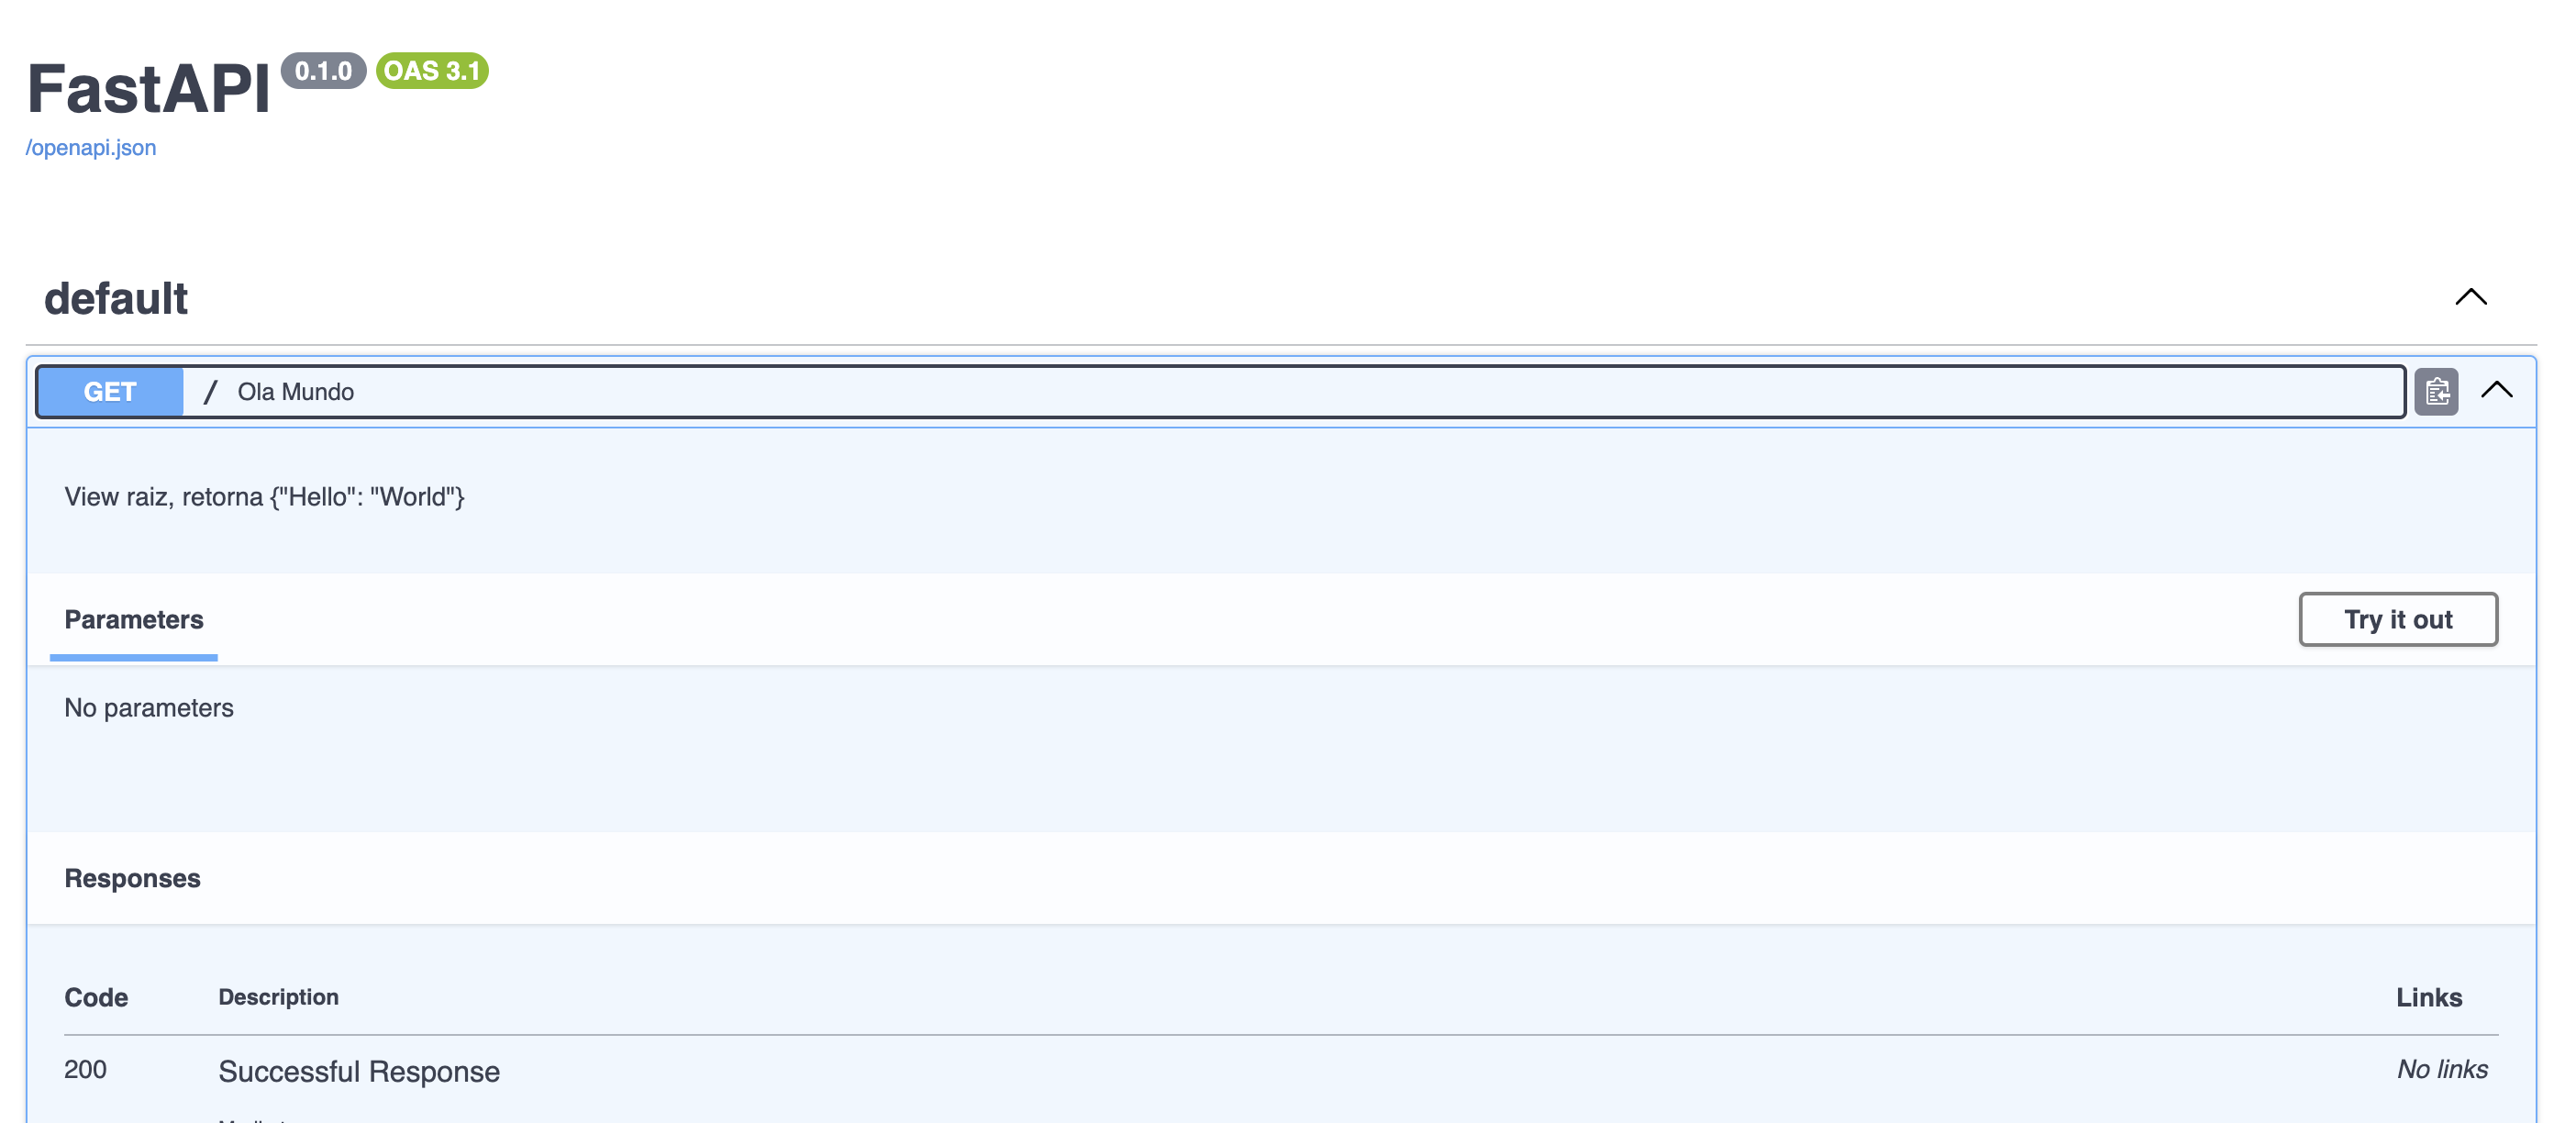 FastAPI 0.1.0 OAS 3.1
/openapi.json
default
GET / Ola Mundo
View raiz, retorna {"Hello": "World"}
Parameters Try it out
No parameters
Responses
Code Description Links
200 Successful Response No links